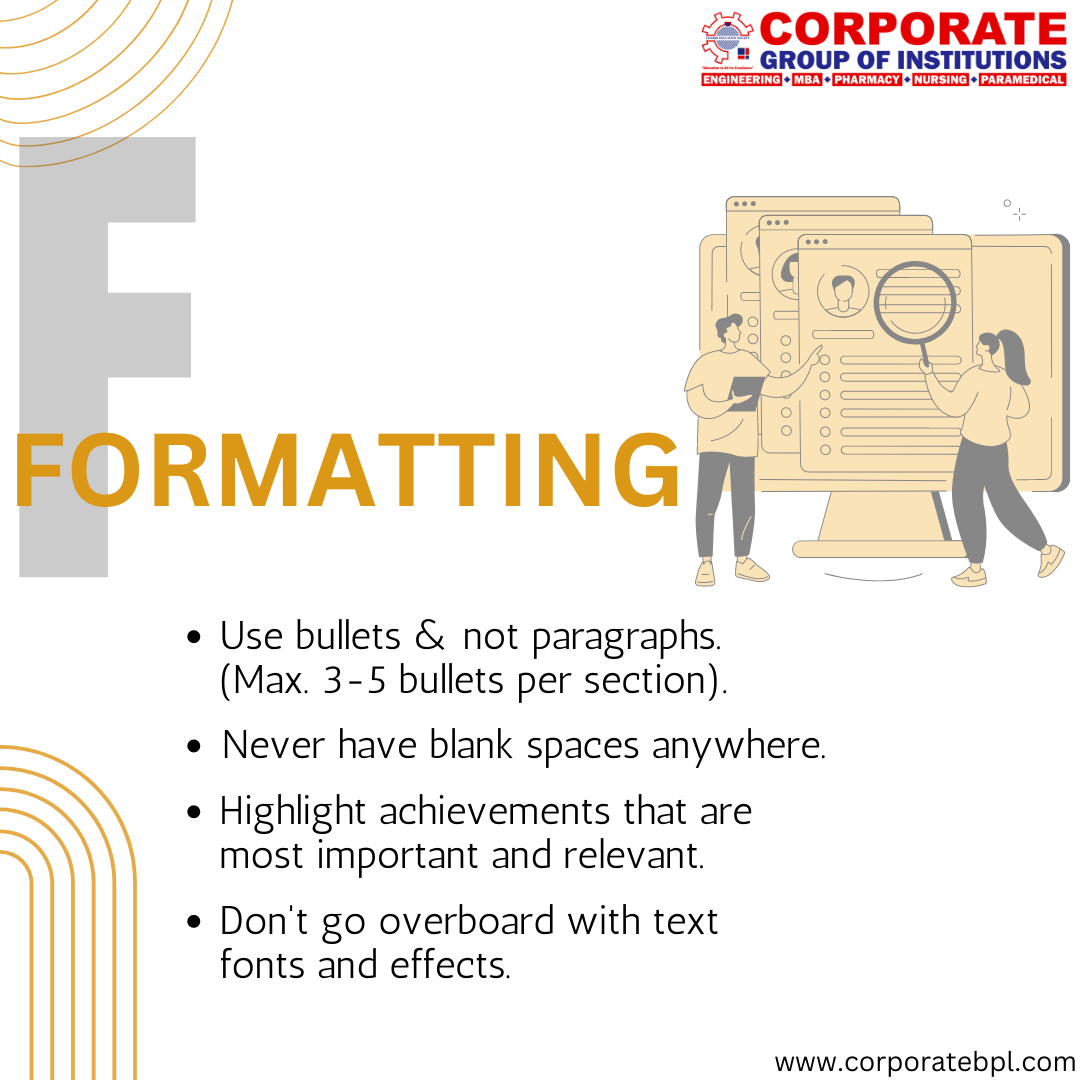 CORPORATE
GROUP OF INSTITUTIONS
ENGINEERING MBA PHARMACY NURSING PARAMEDICAL
F
FORMATTING
• Use bullets & not paragraphs.
(Max. 3-5 bullets per section).
• Never have blank spaces anywhere.
• Highlight achievements that are
most important and relevant.
• Don't go overboard with text
fonts and effects.
www.corporatebpl.com